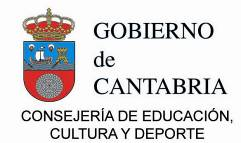 GOBIERNO
de
CANTABRIA
CONSEJERÍA DE EDUCACIÓN,
CULTURA Y DEPORTE